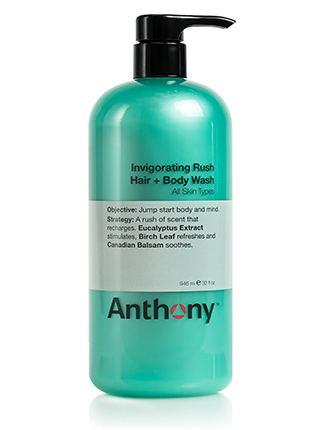 Invigorating Rush
Hair + Body Wash
All Skin Types
Objective: Jump start body and mind.
Strategy: A rush of scent that
recharges. Eucalyptus Extract
stimulates, Birch Leaf refreshes and
Canadian Balsam soothes.
946 ml ℮ 32 fl oz
Anthony™